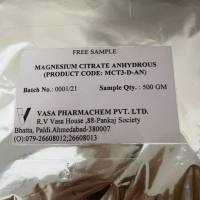 FREE SAMPLE
MAGNESIUM CITRATE ANHYDROUS
(PRODUCT CODE: MCT3-D-AN)
Batch No.: 0001/21 Sample Qty. : 500 GM
VASA PHARMACHEM PVT. LTD.
R.V Vasa House ,88-Pankaj Society
Bhatta, Paldi.Ahmedabad-380007
(O):079-26608012;26608013